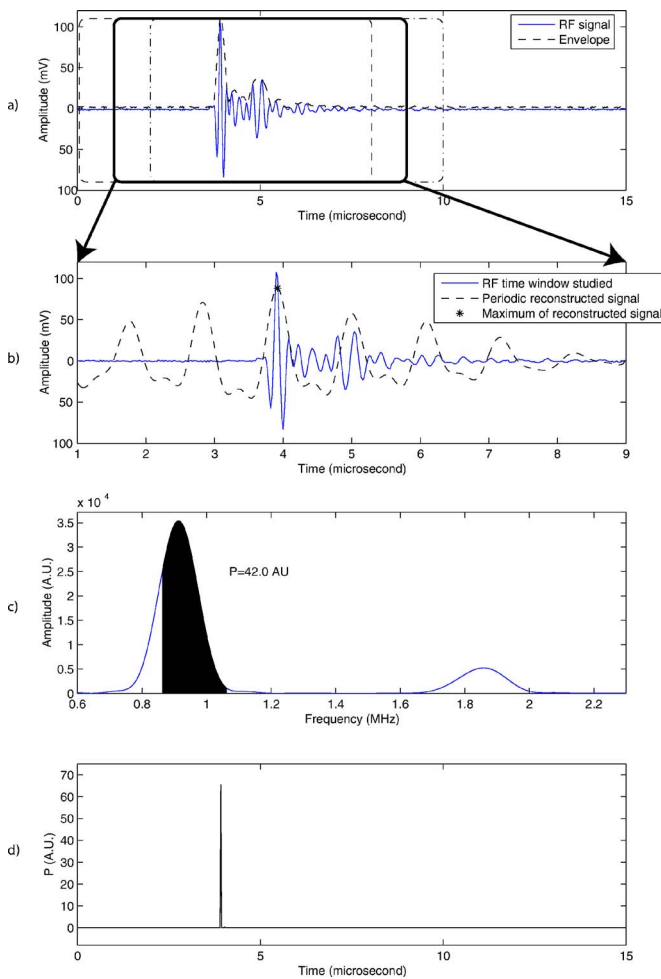 a)
Amplitude (mV)
100
50
0
50
100
0
5
10
15
Time (microsecond)
RF signal
Envelope
b)
Amplitude (mV)
100
50
0
50
100
1
2
3
4
5
6
7
8
9
Time (microsecond)
RF time window studied
Periodic reconstructed signal
Maximum of reconstructed signal
c)
x 10 4
Amplitude (A.U.)
3.5
3
2.5
2
1.5
1
0.5
0
P=42.0 AU
0.6
0.8
1
1.2
1.4
1.6
1.8
2
2.2
Frequency (MHz)
d)
P (A.U.)
70
60
50
40
30
20
10
0
0
5
10
15
Time (microsecond)